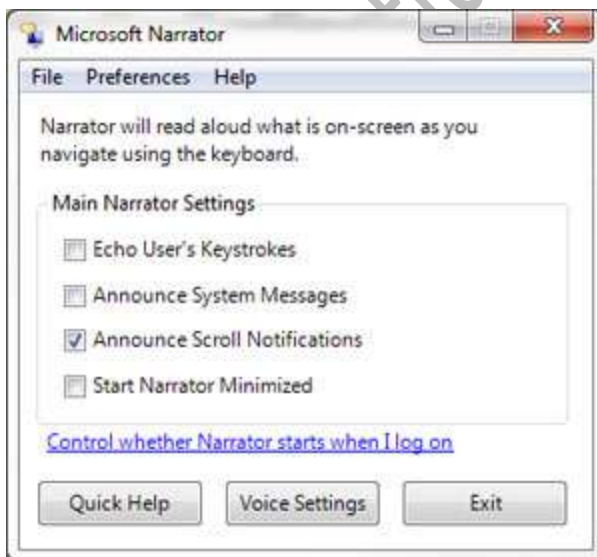 Microsoft Narrator
File Preferences Help
Narrator will read aloud what is on-screen as you
navigate using the keyboard.
Main Narrator Settings
Echo User's Keystrokes
Announce System Messages
Announce Scroll Notifications
Start Narrator Minimized
Control whether Narrator starts when I log on
Quick Help Voice Settings Exit